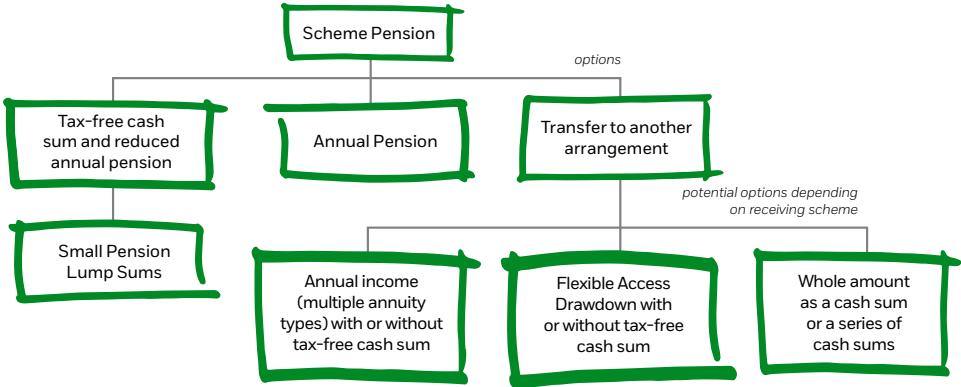 Scheme Pension
options
Tax-free cash
sum and reduced
annual pension
Annual Pension
Transfer to another
arrangement
potential options depending
on receiving scheme
Small Pension
Lump Sums
Annual income
(multiple annuity
types) with or without
tax-free cash sum
Flexible Access
Drawdown with
or without tax-free
cash sum
Whole amount
as a cash sum
or a series of
cash sums